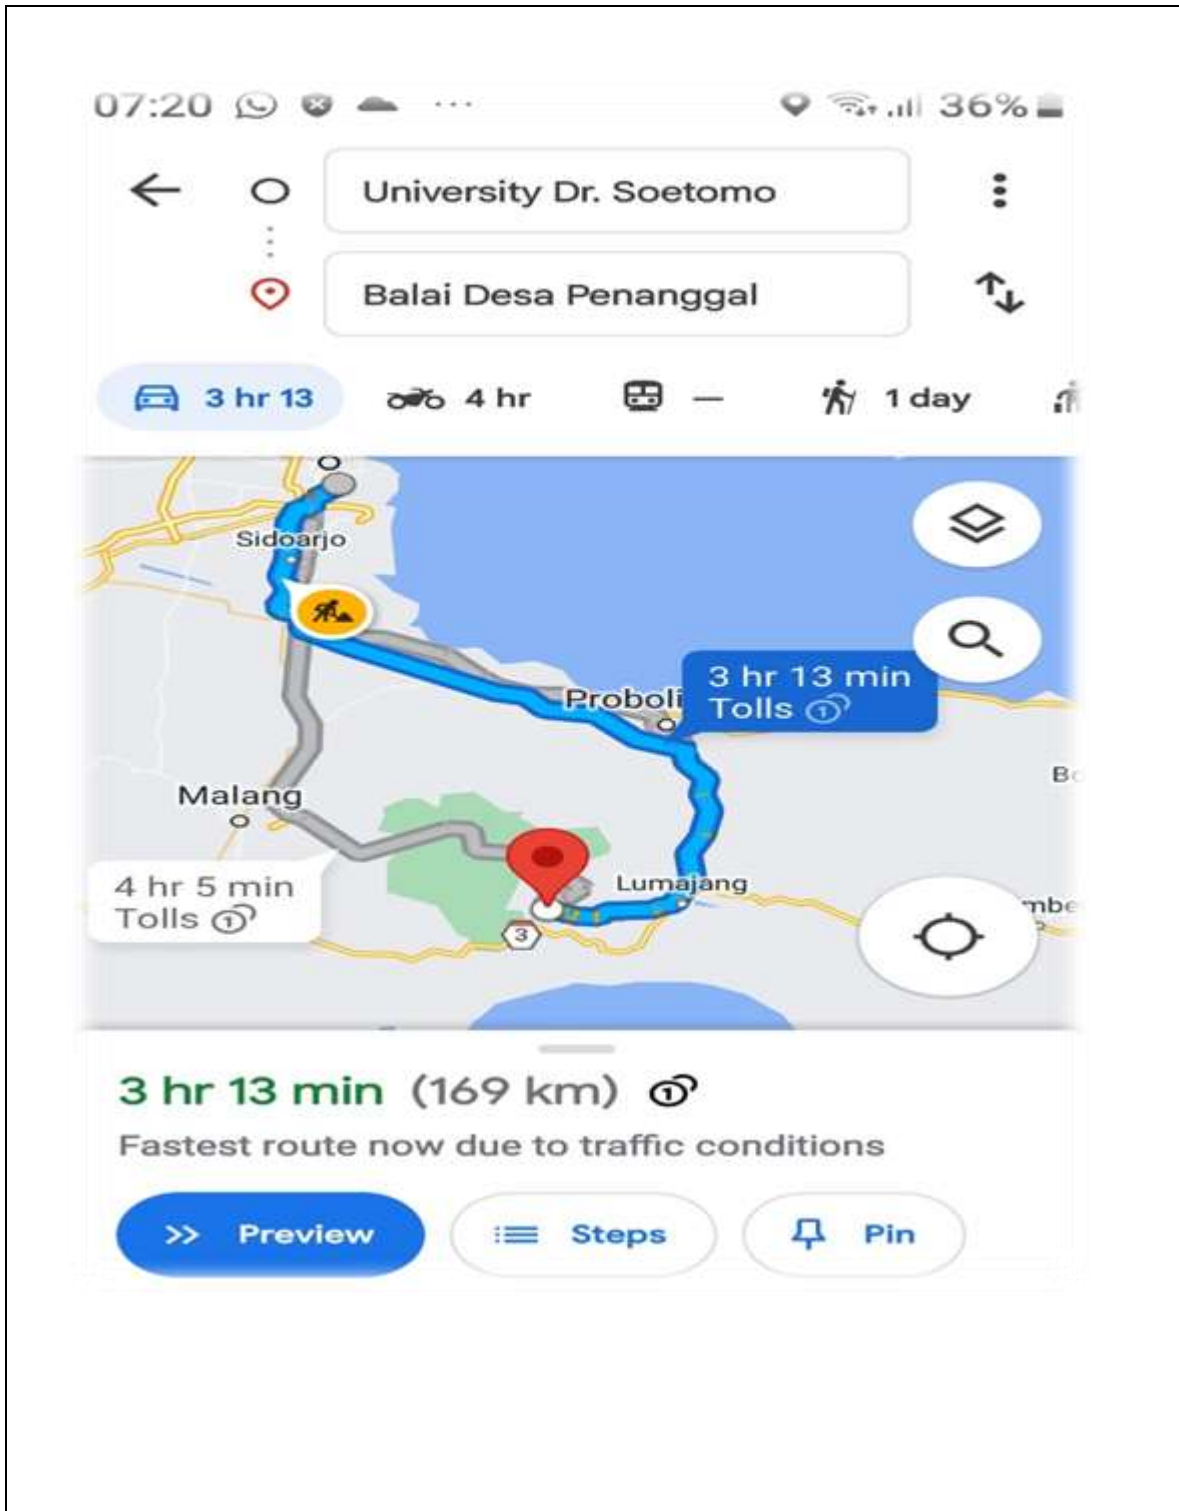 07:20 ... 36%
University Dr. Soetomo
Balai Desa Penanggal
3 hr 13 4 hr — 1 day
Sidoarjo
Proboli
3 hr 13 min
Tolls
Malang
4 hr 5 min
Tolls
Lumajang
3
mbe
3 hr 13 min (169 km)
Fastest route now due to traffic conditions
Preview Steps Pin